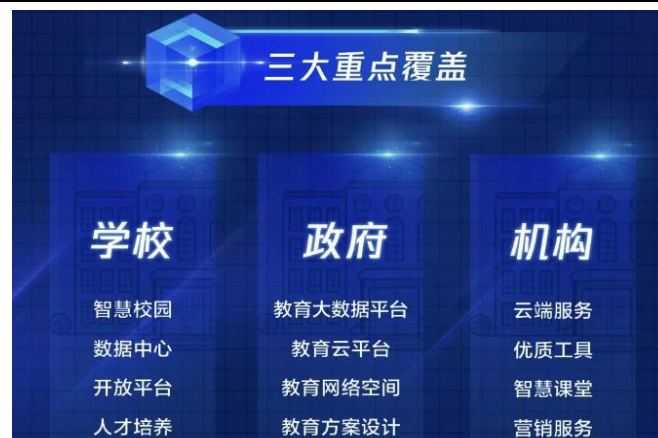 三大重点覆盖
学校
智慧校园
数据中心
开放平台
人才培养
政府
教育大数据平台
教育云平台
教育网络空间
教育方案设计
机构
云端服务
优质工具
智慧课堂
营销服务